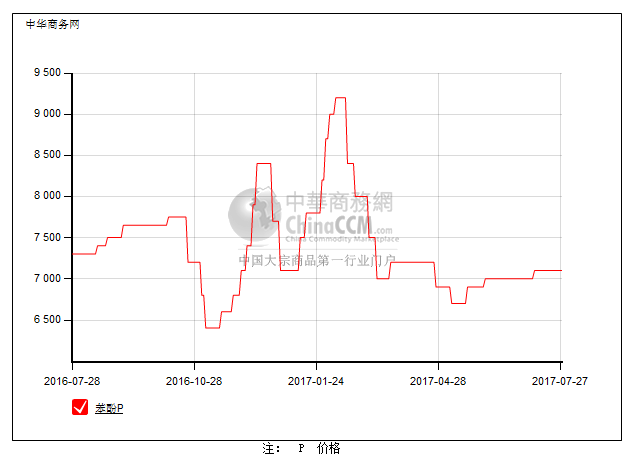 中华商务网
9 500
9 000
8 500
8 000
7 500
7 000
6 500
中華商務網
ChinaCCM.com
China Commodity Marketplace
中国大宗商品第一行业门户
2016-07-28 2016-10-28 2017-01-24 2017-04-28 2017-07-27
苯酚P
注： P 价格